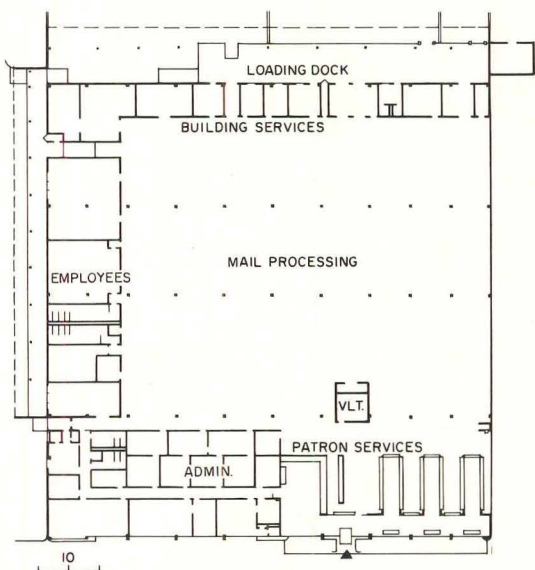 LOADING DOCK
BUILDING SERVICES
MAIL PROCESSING
EMPLOYEES
VLT.
PATRON SERVICES
ADMIN.
10